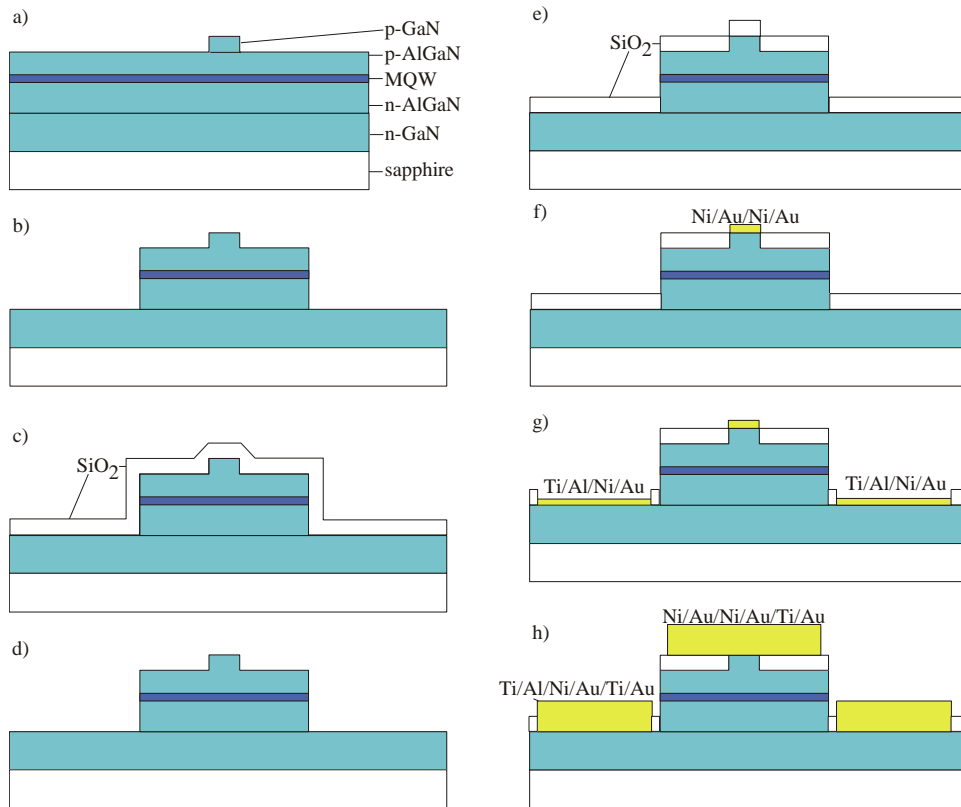 a)
p-GaN
p-AlGaN
MQW
n-AlGaN
n-GaN
sapphire
b)
c)
SiO2
d)
e)
SiO2
f)
Ni/Au/Ni/Au
g)
Ti/Al/Ni/Au
Ti/Al/Ni/Au
h)
Ni/Au/Ni/Au/Ti/Au
Ti/Al/Ni/Au/Ti/Au